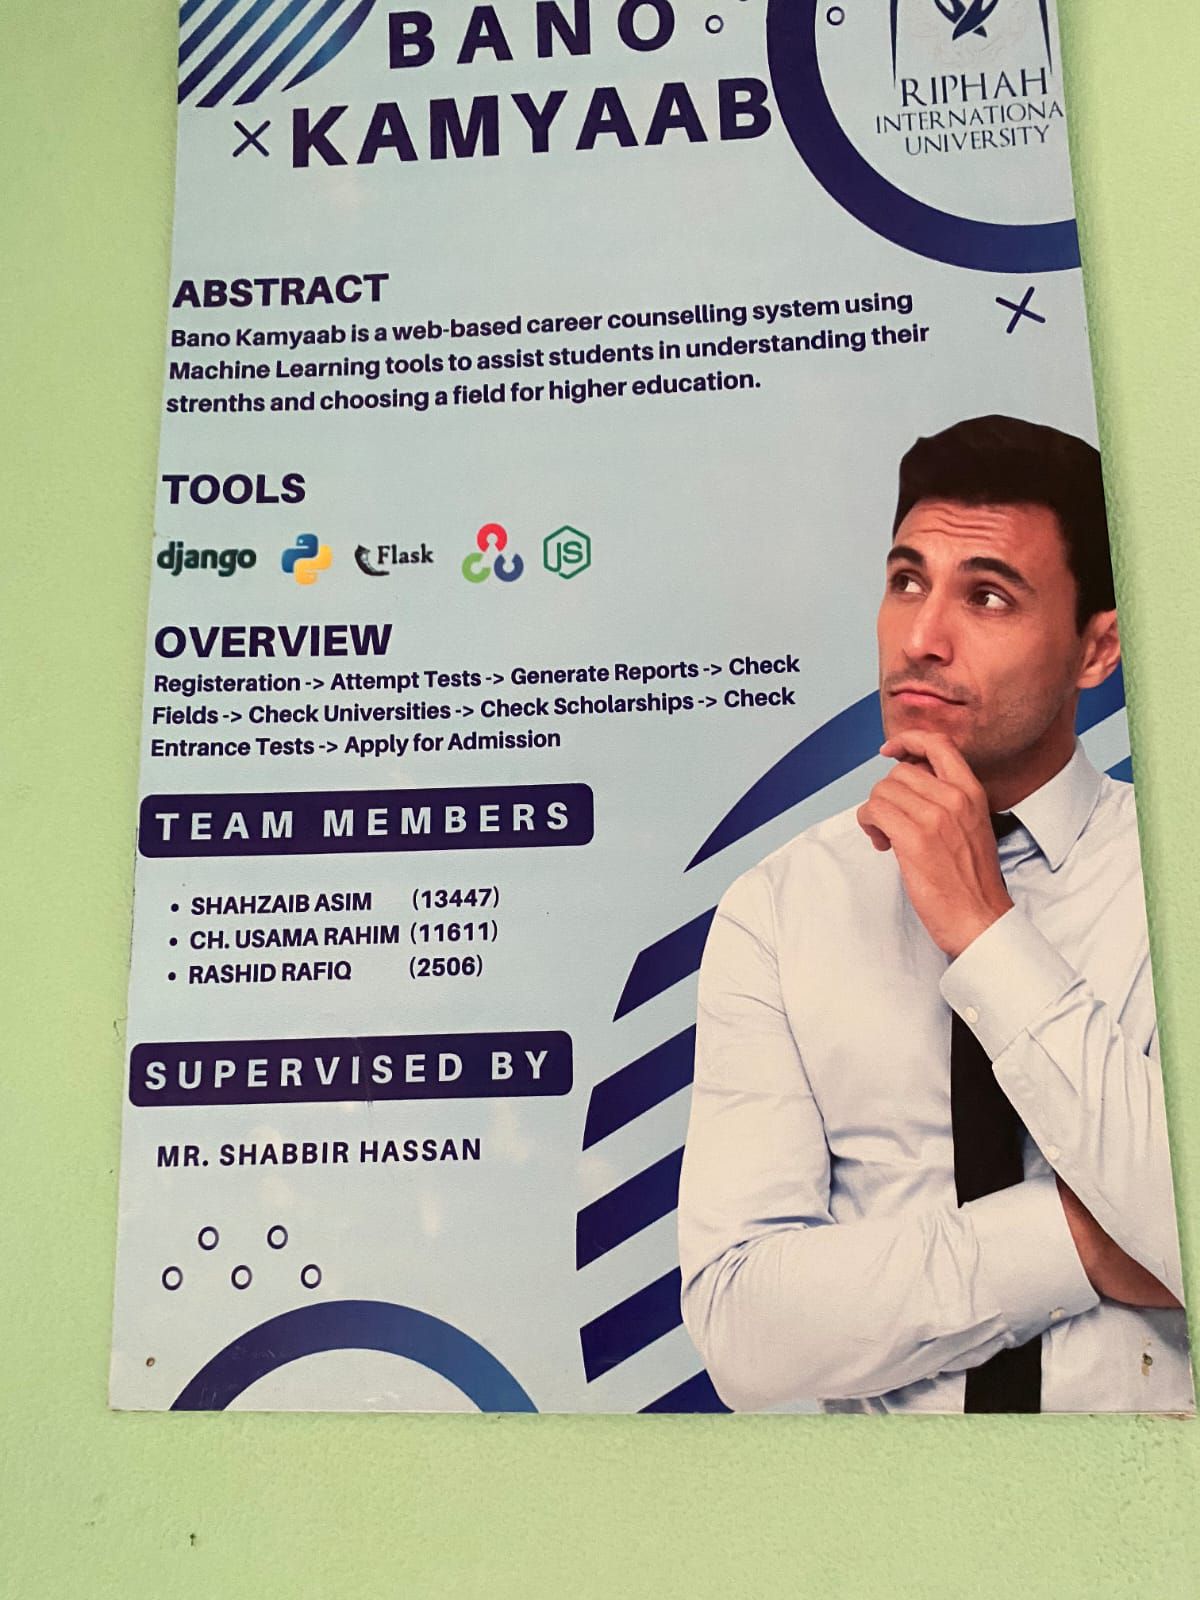 BANO
KAMYAAB
RIPHAH
INTERNATIONA
UNIVERSITY
ABSTRACT
Bano Kamyaab is a web-based career counselling system using
Machine Learning tools to assist students in understanding their
strenths and choosing a field for higher education.
TOOLS
django Flask JS
OVERVIEW
Registeration -> Attempt Tests -> Generate Reports -> Check
Fields -> Check Universities -> Check Scholarships -> Check
Entrance Tests -> Apply for Admission
TEAM MEMBERS
• SHAHZAIB ASIM (13447)
• CH. USAMA RAHIM (11611)
• RASHID RAFIQ (2506)
SUPERVISED BY
MR. SHABBIR HASSAN